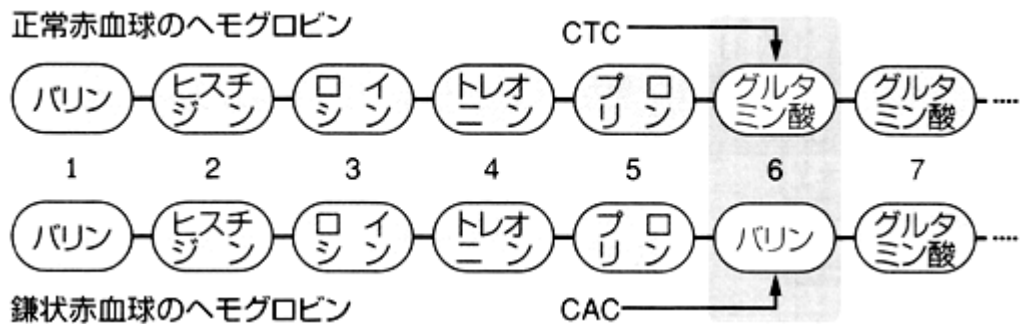 正常赤血球のヘモグロビン
CTC
バリン ヒスチジン ロイシン トレオニン プロリン グルタミン酸 グルタミン酸 ····
1 2 3 4 5 6 7
バリン ヒスチジン ロイシン トレオニン プロリン バリン グルタミン酸 ····
鎌状赤血球のヘモグロビン
CAC